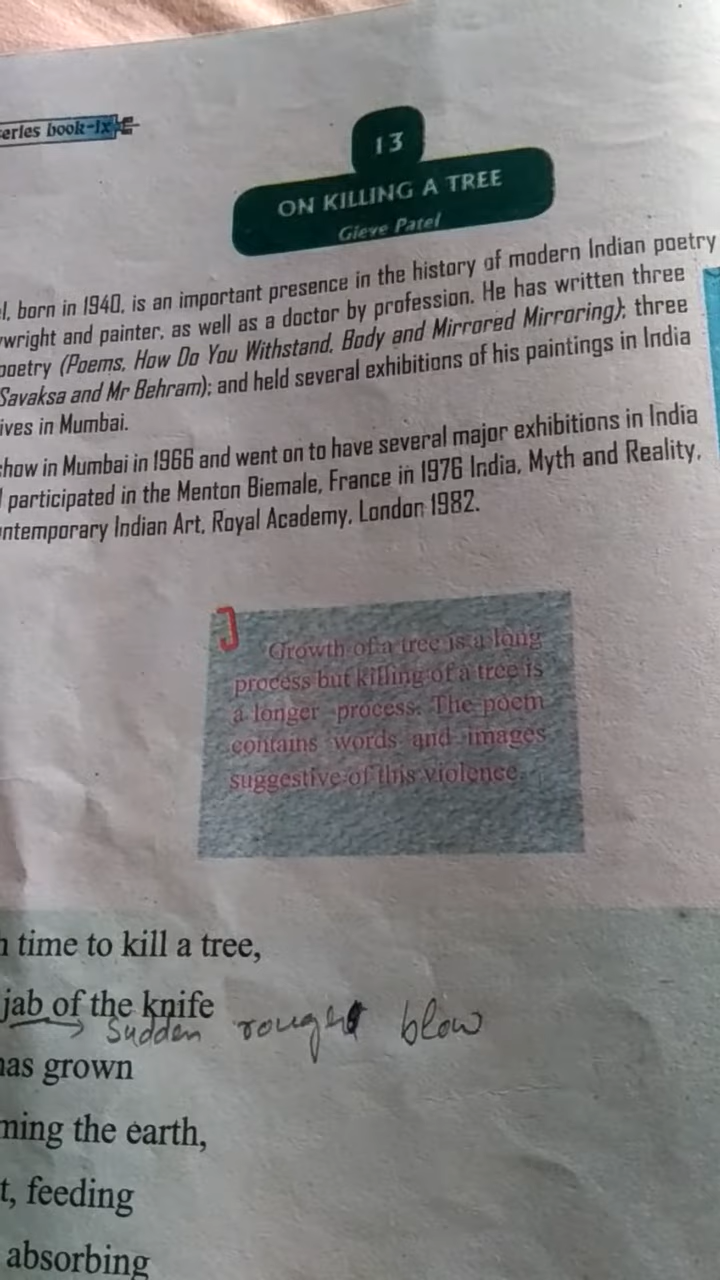 series book-ix
13
ON KILLING A TREE
Gieve Patel
l, born in 1940, is an important presence in the history of modern Indian poetry
wright and painter, as well as a doctor by profession. He has written three
poetry (Poems, How Do You Withstand, Body and Mirrored Mirroring); three
Savaksa and Mr Behram); and held several exhibitions of his paintings in India
ives in Mumbai.
how in Mumbai in 1966 and went on to have several major exhibitions in India
participated in the Menton Biemale, France in 1976 India, Myth and Reality,
ntemporary Indian Art, Royal Academy, London 1982.
Growth of a tree is a long
process but killing of a tree is
a longer process. The poem
contains words and images
suggestive of this violence.
time to kill a tree,
jab of the knife
sudden rough blow
has grown
ming the earth,
t, feeding
absorbing